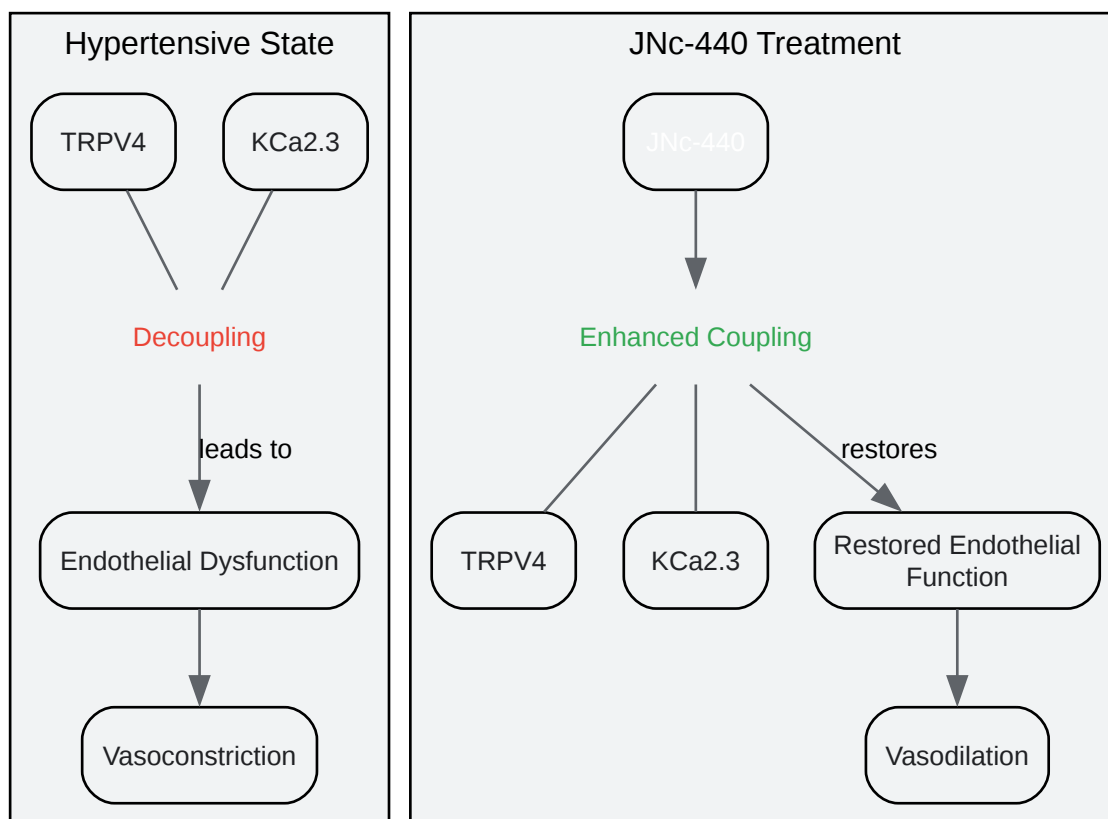 Hypertensive State
TRPV4
KCa2.3
Decoupling
leads to
Endothelial Dysfunction
Vasoconstriction
JNc-440 Treatment
JNc-440
Enhanced Coupling
restores
TRPV4
KCa2.3
Restored Endothelial
Function
Vasodilation